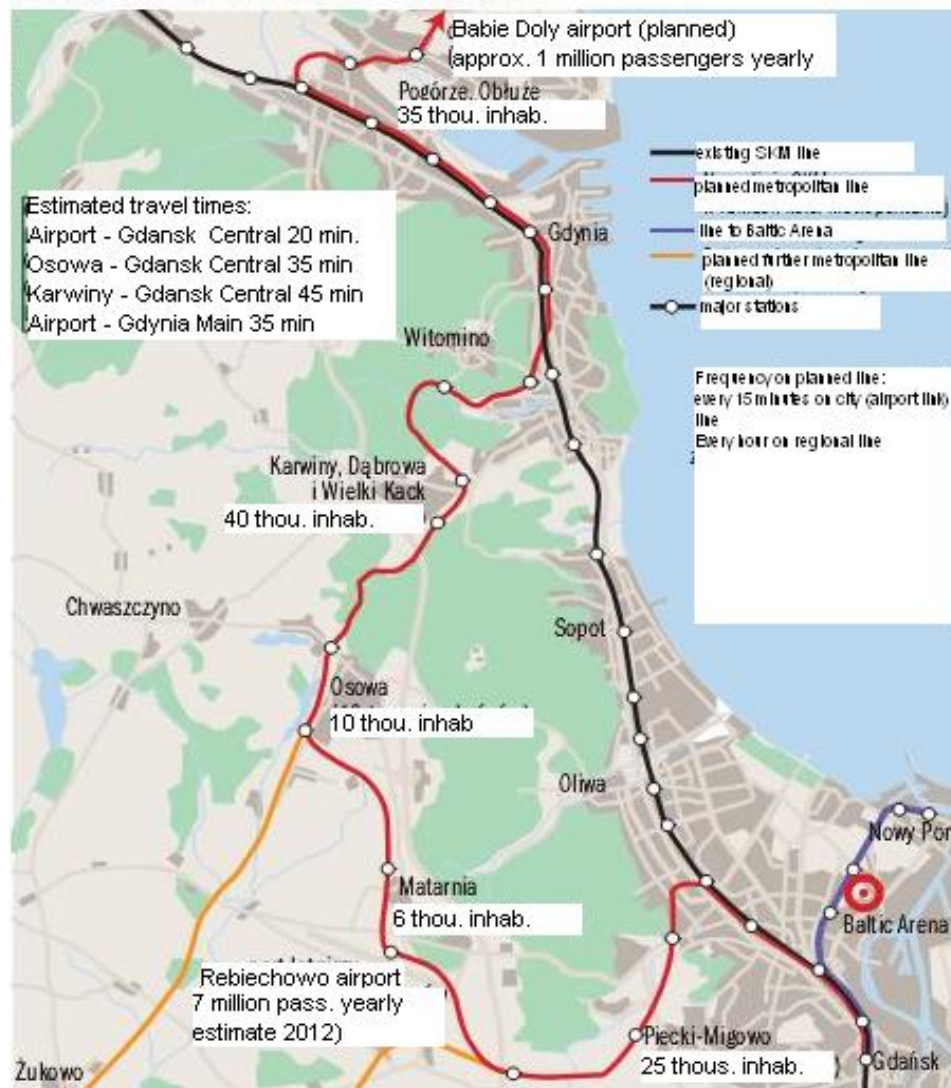 Babie Doly airport (planned)
(approx. 1 million passengers yearly
Pogórze, Obłuże
35 thou. inhab.
existing SKM line
planned metropolitan line
line to Baltic Arena
planned further metropolitan line
(regional)
major stations
Estimated travel times:
Airport - Gdansk Central 20 min.
Osowa - Gdansk Central 35 min
Karwiny - Gdansk Central 45 min
Airport - Gdynia Main 35 min
Gdynia
Witomino
Frequency on planned line:
every 15 minutes on city (airport link)
line
Every hour on regional line
Karwiny, Dąbrowa
i Wielki Kack
40 thou. inhab.
Chwaszczyno
Sopot
Osowa
10 thou. inhab
Oliwa
Nowy Por
Matarnia
6 thou. inhab.
Baltic Arena
Rebiechowo airport
7 million pass. yearly
estimate 2012)
Piecki-Migowo
25 thous. inhab.
Gdańsk
Żukowo